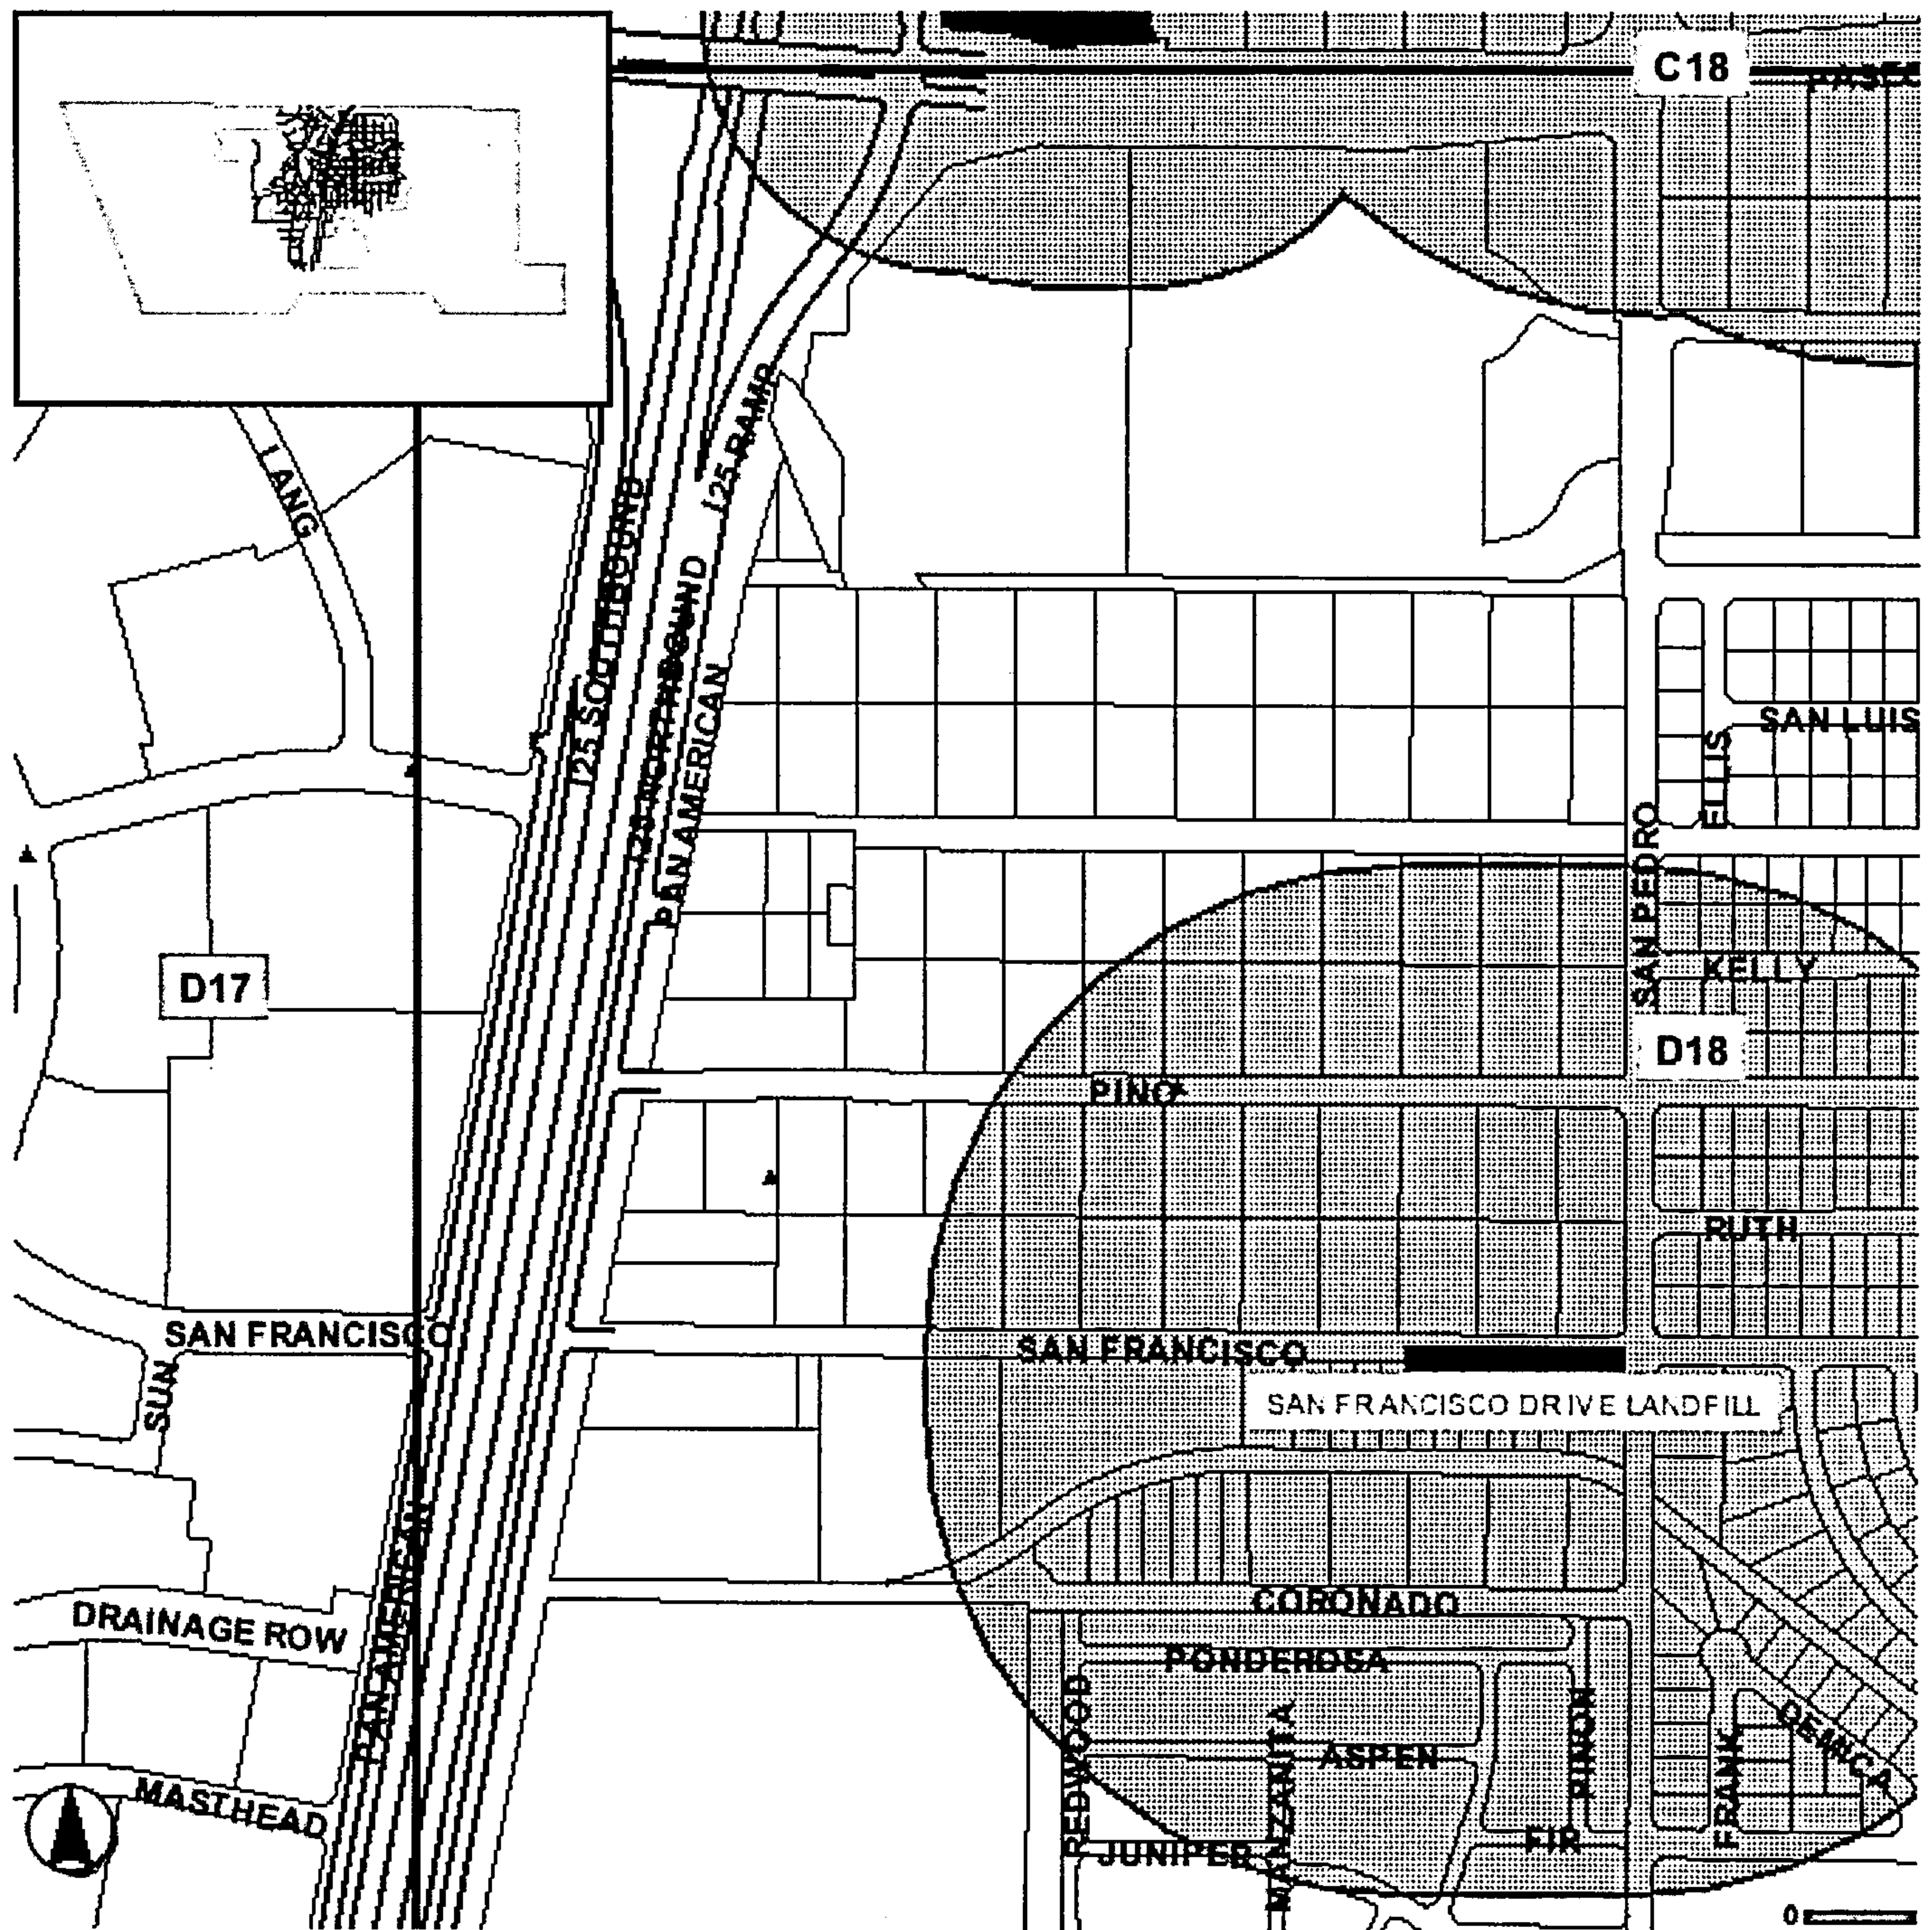 C18
LANG
I25 RAMP
I25 SOUTHBOUND
I25 NORTHBOUND
PAN AMERICAN
SAN LUIS
ELLIS
SAN PEDRO
KELLY
D17
D18
PINO
RUTH
SAN FRANCISCO
SAN FRANCISCO
SUN
SAN FRANCISCO DRIVE LANDFILL
PAN AMERICAN
DRAINAGE ROW
CORONADO
PONDEROSA
REDWOOD
MANZANITA
ASPEN
PINON
FRANK
MASTHEAD
JUNIPER
FIR
0